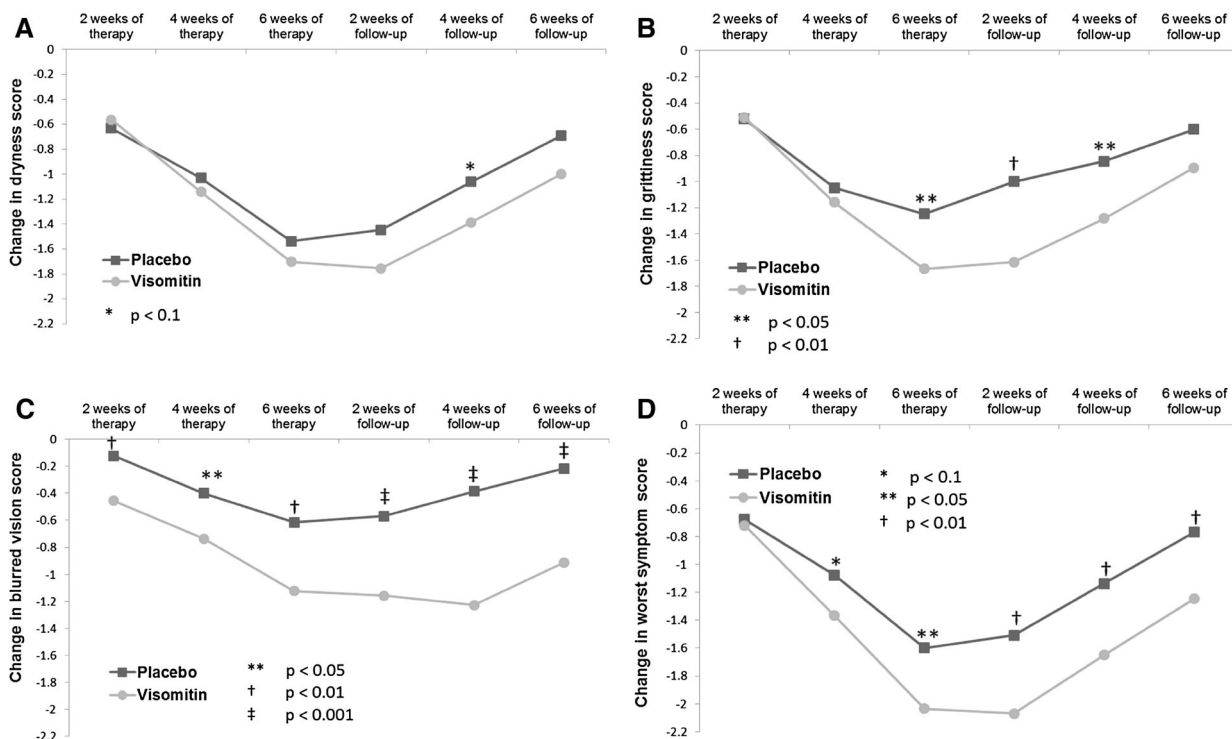 A
2 weeks of therapy
4 weeks of therapy
6 weeks of therapy
2 weeks of follow-up
4 weeks of follow-up
6 weeks of follow-up
Change in dryness score
0
-0.2
-0.4
-0.6
-0.8
-1
-1.2
-1.4
-1.6
-1.8
-2
-2.2
*
Placebo
Visomitin
* p < 0.1
B
2 weeks of therapy
4 weeks of therapy
6 weeks of therapy
2 weeks of follow-up
4 weeks of follow-up
6 weeks of follow-up
Change in grittiness score
0
-0.2
-0.4
-0.6
-0.8
-1
-1.2
-1.4
-1.6
-1.8
-2
-2.2
**
†
**
Placebo
Visomitin
** p < 0.05
† p < 0.01
C
2 weeks of therapy
4 weeks of therapy
6 weeks of therapy
2 weeks of follow-up
4 weeks of follow-up
6 weeks of follow-up
Change in blurred vision score
0
-0.2
-0.4
-0.6
-0.8
-1
-1.2
-1.4
-1.6
-1.8
-2
-2.2
†
**
†
‡
‡
‡
Placebo
Visomitin
** p < 0.05
† p < 0.01
‡ p < 0.001
D
2 weeks of therapy
4 weeks of therapy
6 weeks of therapy
2 weeks of follow-up
4 weeks of follow-up
6 weeks of follow-up
Change in worst symptom score
0
-0.2
-0.4
-0.6
-0.8
-1
-1.2
-1.4
-1.6
-1.8
-2
-2.2
Placebo
Visomitin
* p < 0.1
** p < 0.05
† p < 0.01
*
**
†
†
†